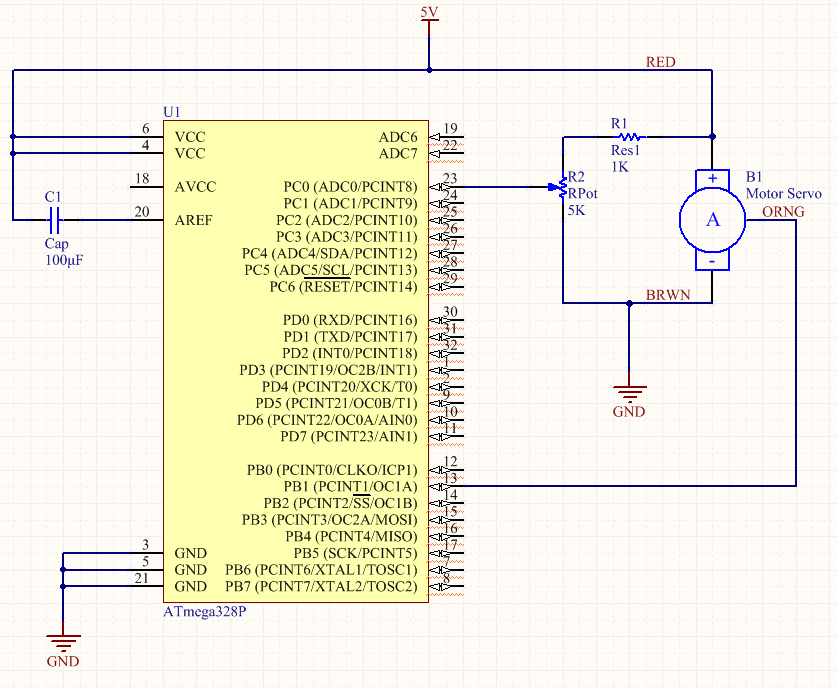 5V
RED
U1
6 VCC
4 VCC
18 AVCC
20 AREF
C1
Cap
100µF
3 GND
5 GND
21 GND
GND
ADC6 19
ADC7 22
PC0 (ADC0/PCINT8) 23
PC1 (ADC1/PCINT9) 24
PC2 (ADC2/PCINT10) 25
PC3 (ADC3/PCINT11) 26
PC4 (ADC4/SDA/PCINT12) 27
PC5 (ADC5/SCL/PCINT13) 28
PC6 (RESET/PCINT14) 29
PD0 (RXD/PCINT16) 30
PD1 (TXD/PCINT17) 31
PD2 (INT0/PCINT18) 32
PD3 (PCINT19/OC2B/INT1)
PD4 (PCINT20/XCK/T0)
PD5 (PCINT21/OC0B/T1) 9
PD6 (PCINT22/OC0A/AIN0) 10
PD7 (PCINT23/AIN1) 11
PB0 (PCINT0/CLKO/ICP1) 12
PB1 (PCINT1/OC1A) 13
PB2 (PCINT2/SS/OC1B) 14
PB3 (PCINT3/OC2A/MOSI) 15
PB4 (PCINT4/MISO) 16
PB5 (SCK/PCINT5) 17
PB6 (PCINT6/XTAL1/TOSC1) 7
PB7 (PCINT7/XTAL2/TOSC2) 8
ATmega328P
R1
Res1
1K
R2
RPot
5K
B1
Motor Servo
+
A
-
ORNG
BRWN
GND